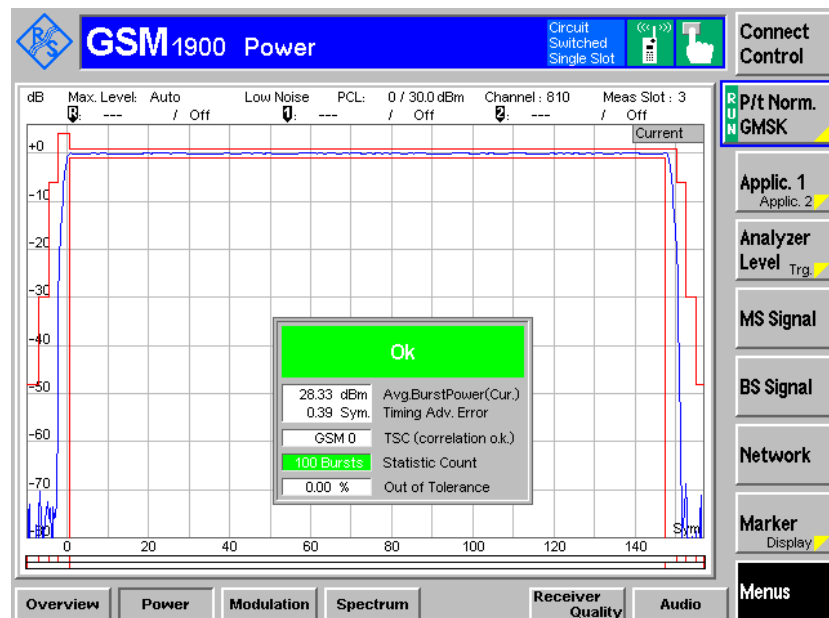 R S
GSM 1900 Power
Circuit Switched Single Slot
Connect Control
dB Max. Level: Auto Low Noise PCL: 0 / 30.0 dBm Channel : 810 Meas Slot : 3
R: --- / Off 1: --- / Off 2: --- / Off
Current
RUN
P/t Norm. GMSK
Applic. 1
Applic. 2
Analyzer Level Trg.
MS Signal
BS Signal
Network
Marker
Display
Menus
+0
-10
-20
-30
-40
-50
-60
-70
-80
Ok
28.33 dBm Avg.BurstPower(Cur.)
0.39 Sym. Timing Adv. Error
GSM 0 TSC (correlation o.k.)
100 Bursts Statistic Count
0.00 % Out of Tolerance
Sym
0 20 40 60 80 100 120 140
Overview Power Modulation Spectrum Receiver Quality Audio